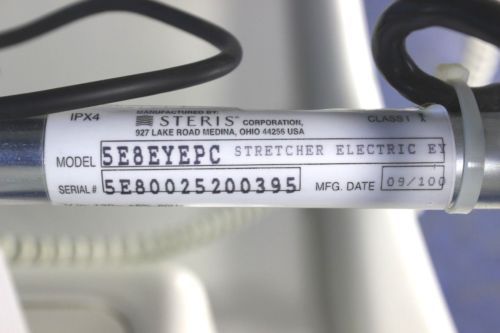 MANUFACTURED BY:
IPX4 STERIS® CORPORATION, CLASS I
927 LAKE ROAD MEDINA, OHIO 44256 USA
MODEL 5E8EYEPC STRETCHER ELECTRIC EY
SERIAL # 5E80025200395 MFG. DATE 09/100